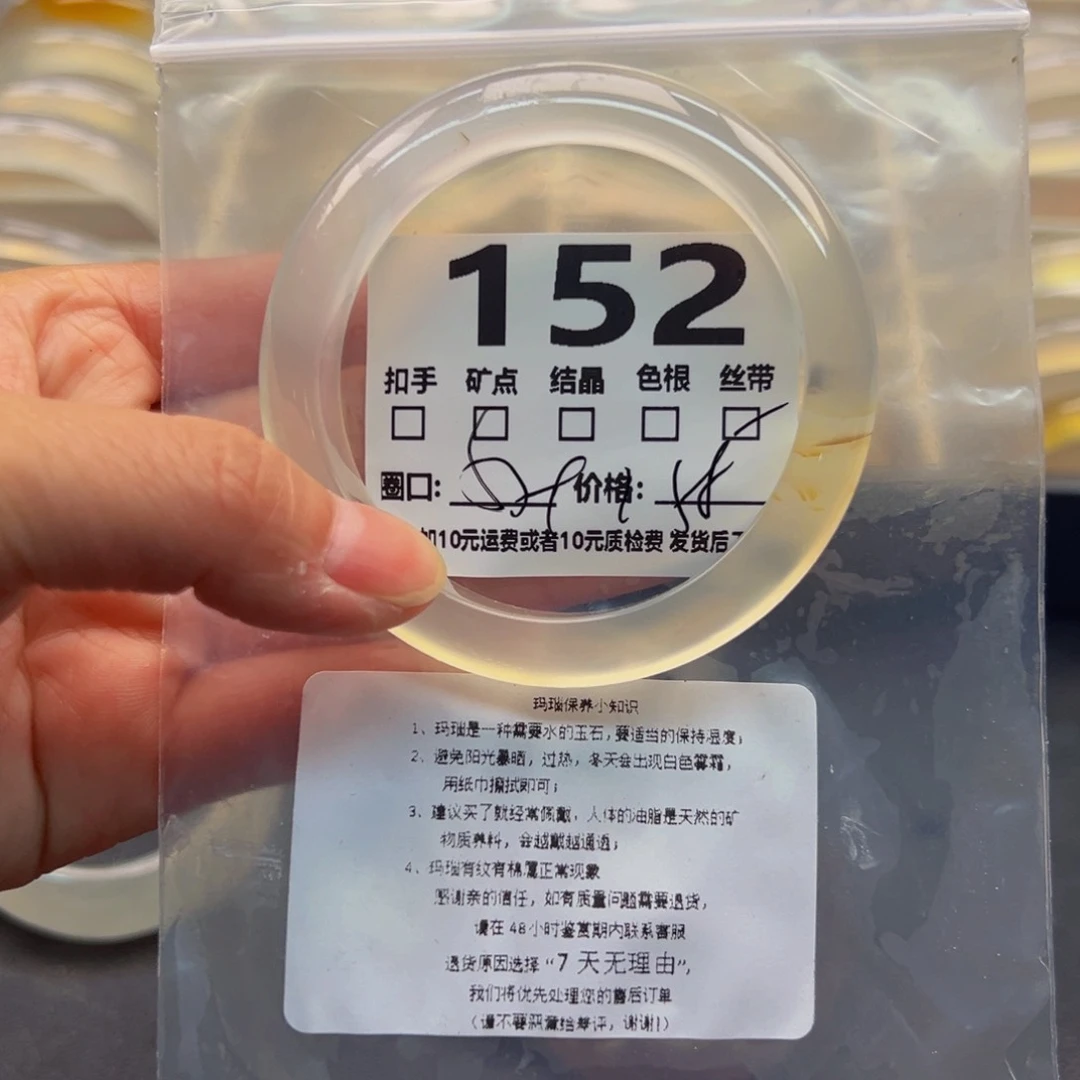 152
扣手 矿点 结晶 色根 丝带
圈口: 价格:
加10元运费或者10元质检费 发货后
玛瑙保养小知识
1、玛瑙是一种需要水的玉石,要适当的保持湿度;
2、避免阳光暴晒,过热,冬天会出现白色雾霜,
用纸巾擦拭即可;
3、建议买了就经常佩戴,人体的油脂是天然的矿
物质养料,会越戴越通透;
4、玛瑙有纹有棉属正常现象
感谢亲的信任,如有质量问题需要退货,
请在 48小时鉴赏期内联系客服
退货原因选择“7 天无理由”,
我们将优先处理您的售后订单
(请不要恶意给差评,谢谢!)